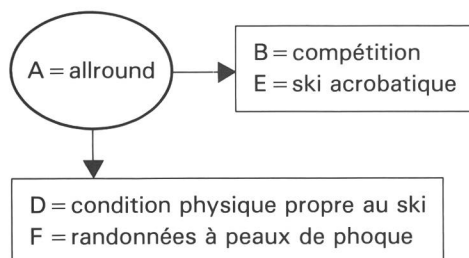 A = allround
B = compétition
E = ski acrobatique
D = condition physique propre au ski
F = randonnées à peaux de phoque